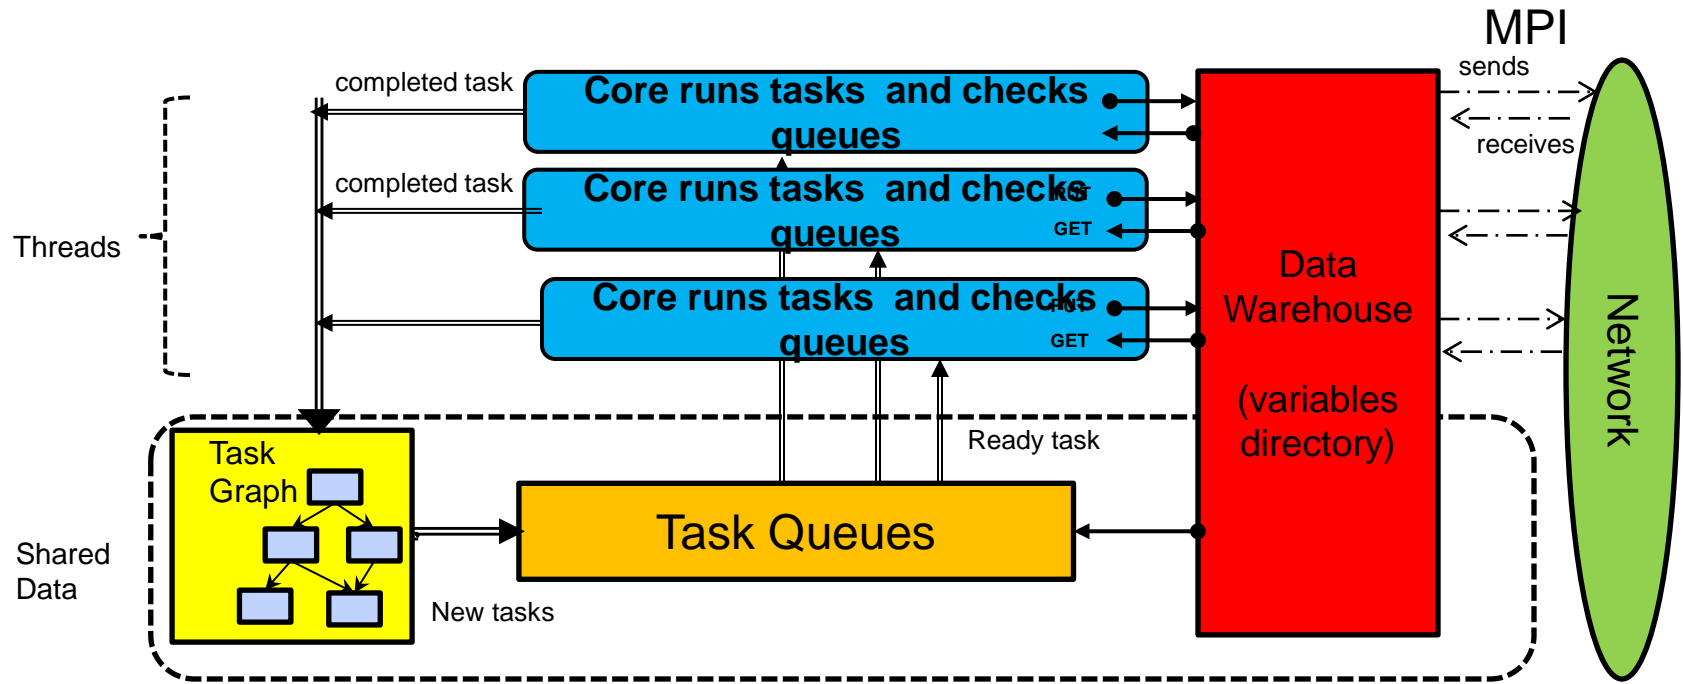 MPI
sends
receives
completed task
Core runs tasks  and checks
queues
completed task
Core runs tasks  and checks
queues
PUT
GET
Threads
Core runs tasks  and checks
queues
PUT
GET
Data
Warehouse
(variables
directory)
Network
Ready task
Task
Graph
Task Queues
Shared
Data
New tasks